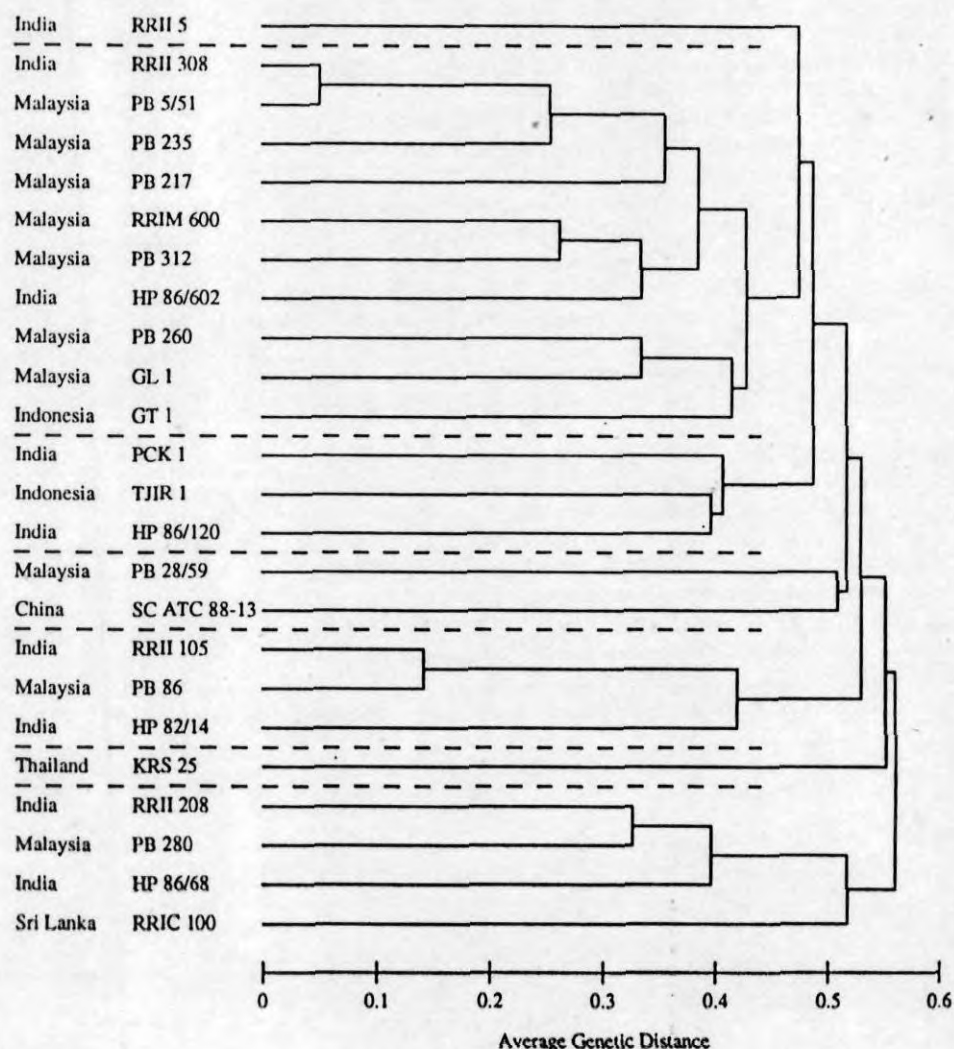 India RRII 5
India RRII 308
Malaysia PB 5/51
Malaysia PB 235
Malaysia PB 217
Malaysia RRIM 600
Malaysia PB 312
India HP 86/602
Malaysia PB 260
Malaysia GL 1
Indonesia GT 1
India PCK 1
Indonesia TJIR 1
India HP 86/120
Malaysia PB 28/59
China SC ATC 88-13
India RRII 105
Malaysia PB 86
India HP 82/14
Thailand KRS 25
India RRII 208
Malaysia PB 280
India HP 86/68
Sri Lanka RRIC 100
0 0.1 0.2 0.3 0.4 0.5 0.6
Average Genetic Distance